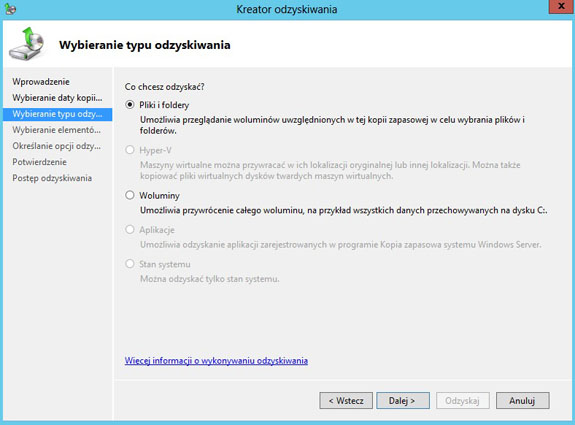 Kreator odzyskiwania
x
Wybieranie typu odzyskiwania
Wprowadzenie
Wybieranie daty kopii...
Wybieranie typu odzy...
Wybieranie elementó...
Określanie opcji odzy...
Potwierdzenie
Postęp odzyskiwania
Co chcesz odzyskać?
Pliki i foldery
Umożliwia przeglądanie woluminów uwzględnionych w tej kopii zapasowej w celu wybrania plików i
folderów.
Hyper-V
Maszyny wirtualne można przywracać w ich lokalizacji oryginalnej lub innej lokalizacji. Można także
kopiować pliki wirtualnych dysków twardych maszyn wirtualnych.
Woluminy
Umożliwia przywrócenie całego woluminu, na przykład wszystkich danych przechowywanych na dysku C:.
Aplikacje
Umożliwia odzyskanie aplikacji zarejestrowanych w programie Kopia zapasowa systemu Windows Server.
Stan systemu
Można odzyskać tylko stan systemu.
Więcej informacji o wykonywaniu odzyskiwania
< Wstecz
Dalej >
Odzyskaj
Anuluj